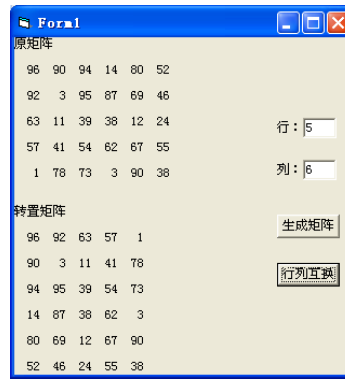 Form1
原矩阵
96 90 94 14 80 52
92 3 95 87 69 46
63 11 39 38 12 24
57 41 54 62 67 55
1 78 73 3 90 38
行：5
列：6
转置矩阵
96 92 63 57 1
90 3 11 41 78
94 95 39 54 73
14 87 38 62 3
80 69 12 67 90
52 46 24 55 38
生成矩阵
行列互换